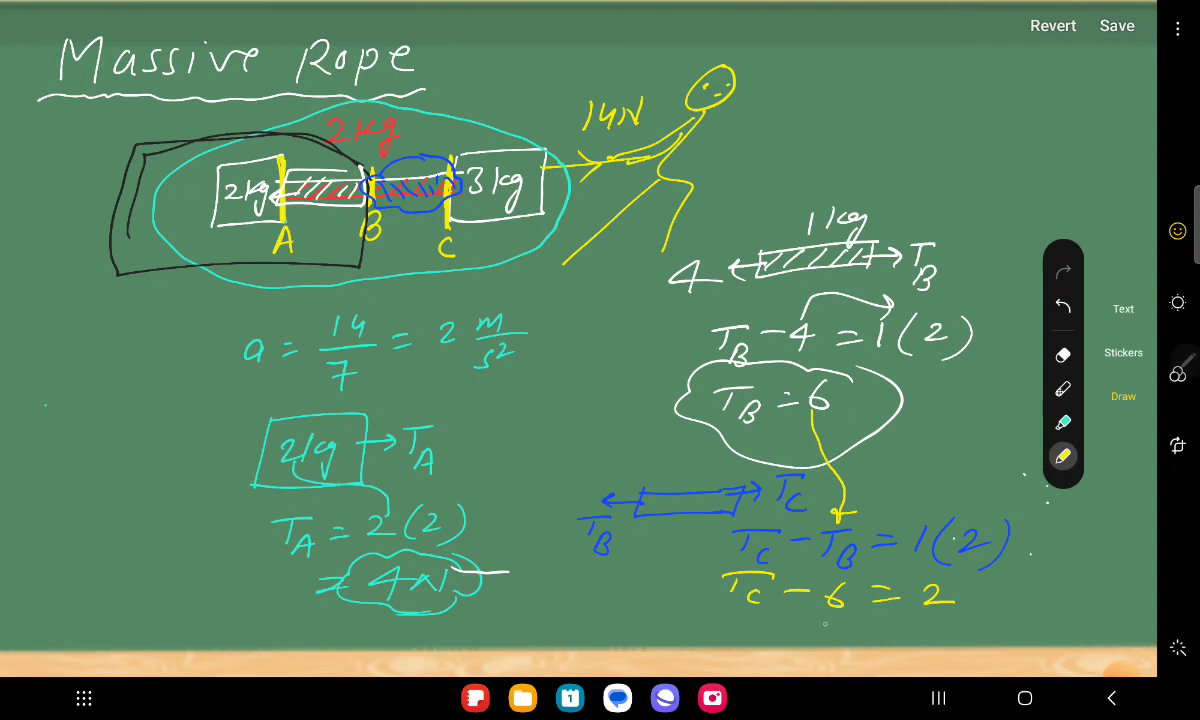 Revert Save
Massive Rope
2kg
14N
2kg 3kg
A B C
1kg
4 T_B
a = 14/7 = 2 m/s²
T_B - 4 = 1(2)
T_B = 6
2kg T_A
T_A = 2(2)
= 4N
T_B T_C
T_C - T_B = 1(2)
T_C - 6 = 2
Text
Stickers
Draw
1